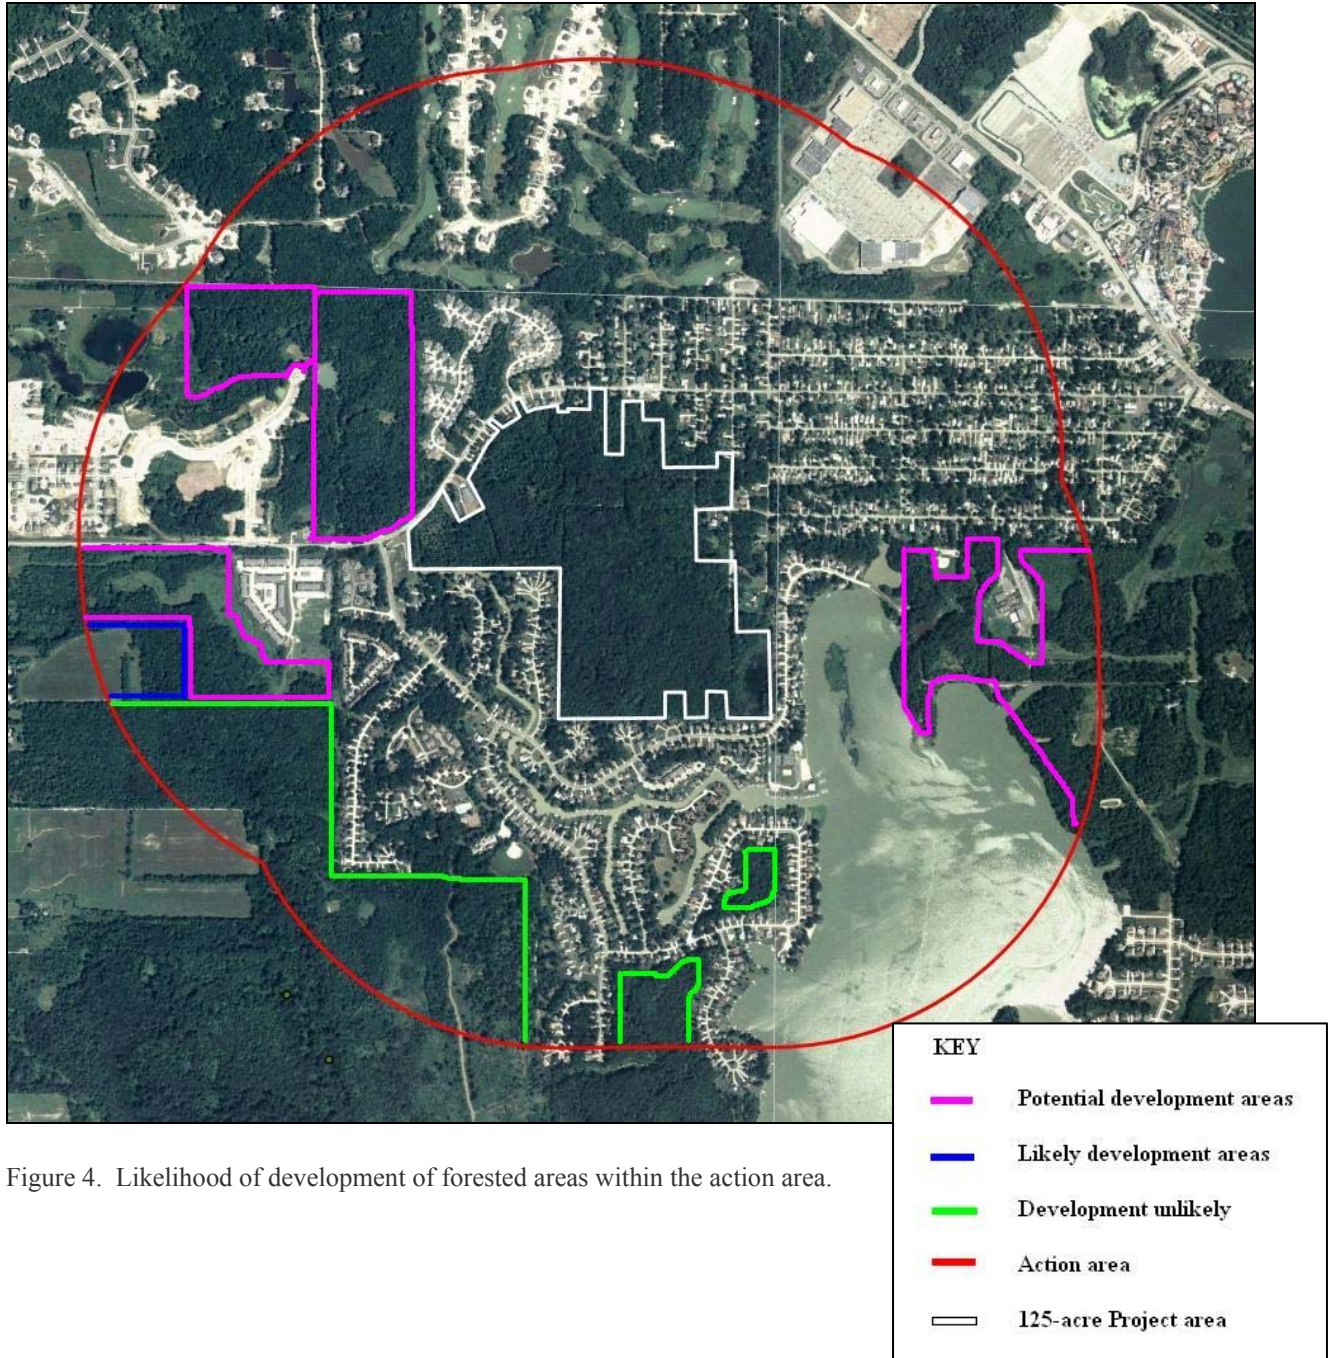 KEY
Potential development areas
Likely development areas
Development unlikely
Action area
125-acre Project area
Figure 4. Likelihood of development of forested areas within the action area.